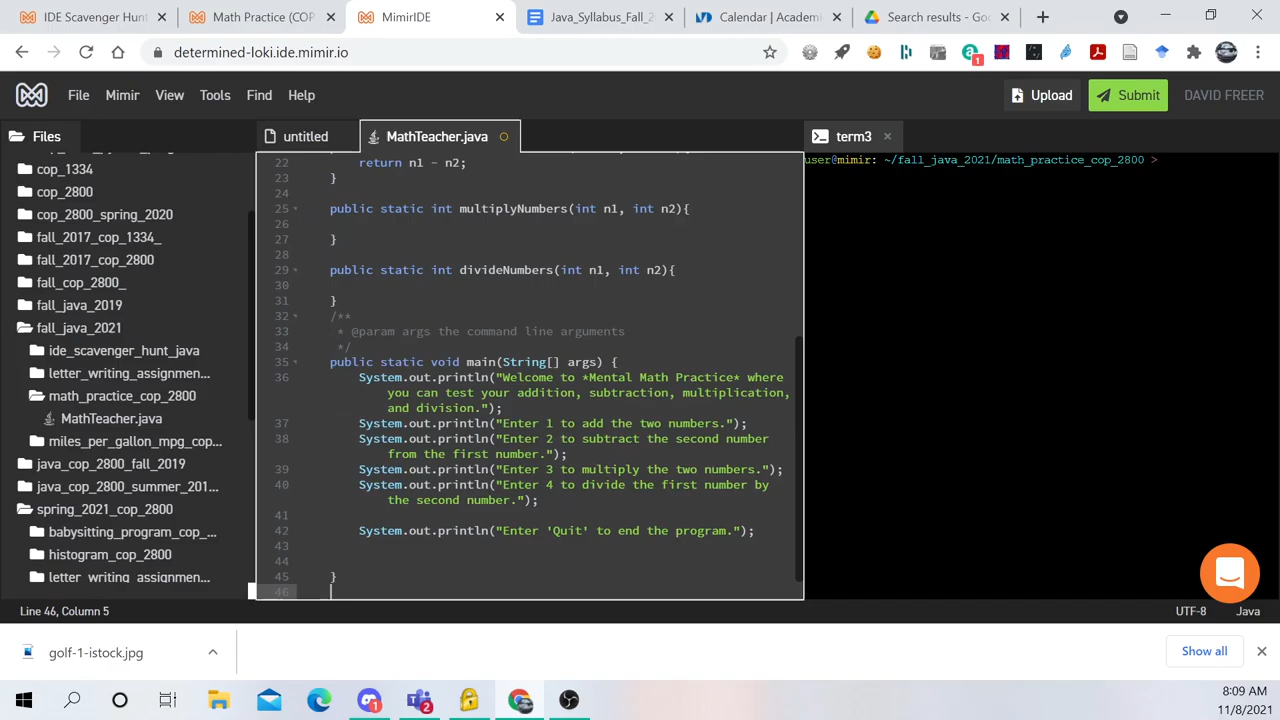 IDE Scavenger Hunt
Math Practice (COP
MimirIDE
Java_Syllabus_Fall_2
Calendar | Academi
Search results - Goo
determined-loki.ide.mimir.io
1
File Mimir View Tools Find Help
Upload
Submit
DAVID FREER
Files
untitled
MathTeacher.java
term3
cop_1334
cop_2800
cop_2800_spring_2020
fall_2017_cop_1334_
fall_2017_cop_2800
fall_cop_2800_
fall_java_2019
fall_java_2021
ide_scavenger_hunt_java
letter_writing_assignmen...
math_practice_cop_2800
MathTeacher.java
miles_per_gallon_mpg_cop...
java_cop_2800_fall_2019
java_cop_2800_summer_201...
spring_2021_cop_2800
babysitting_program_cop_...
histogram_cop_2800
letter_writing_assignmen...
22 return n1 - n2;
23 }
24
25 public static int multiplyNumbers(int n1, int n2){
26
27 }
28
29 public static int divideNumbers(int n1, int n2){
30
31 }
32 /**
33 * @param args the command line arguments
34 */
35 public static void main(String[] args) {
36 System.out.println("Welcome to *Mental Math Practice* where
you can test your addition, subtraction, multiplication,
and division.");
37 System.out.println("Enter 1 to add the two numbers.");
38 System.out.println("Enter 2 to subtract the second number
from the first number.");
39 System.out.println("Enter 3 to multiply the two numbers.");
40 System.out.println("Enter 4 to divide the first number by
the second number.");
41
42 System.out.println("Enter 'Quit' to end the program.");
43
44
45 }
46
user@mimir: ~/fall_java_2021/math_practice_cop_2800 >
Line 46, Column 5
UTF-8 Java
golf-1-istock.jpg
Show all
1
2
8:09 AM
11/8/2021